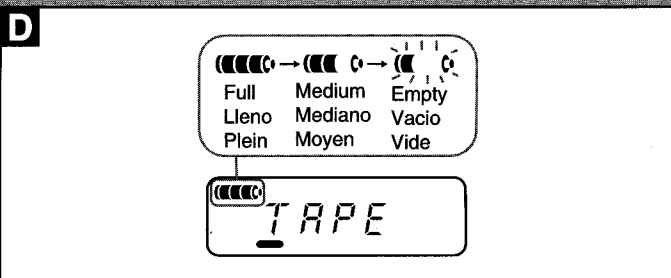 D
Full Medium Empty
Lleno Mediano Vacio
Plein Moyen Vide
TAPE